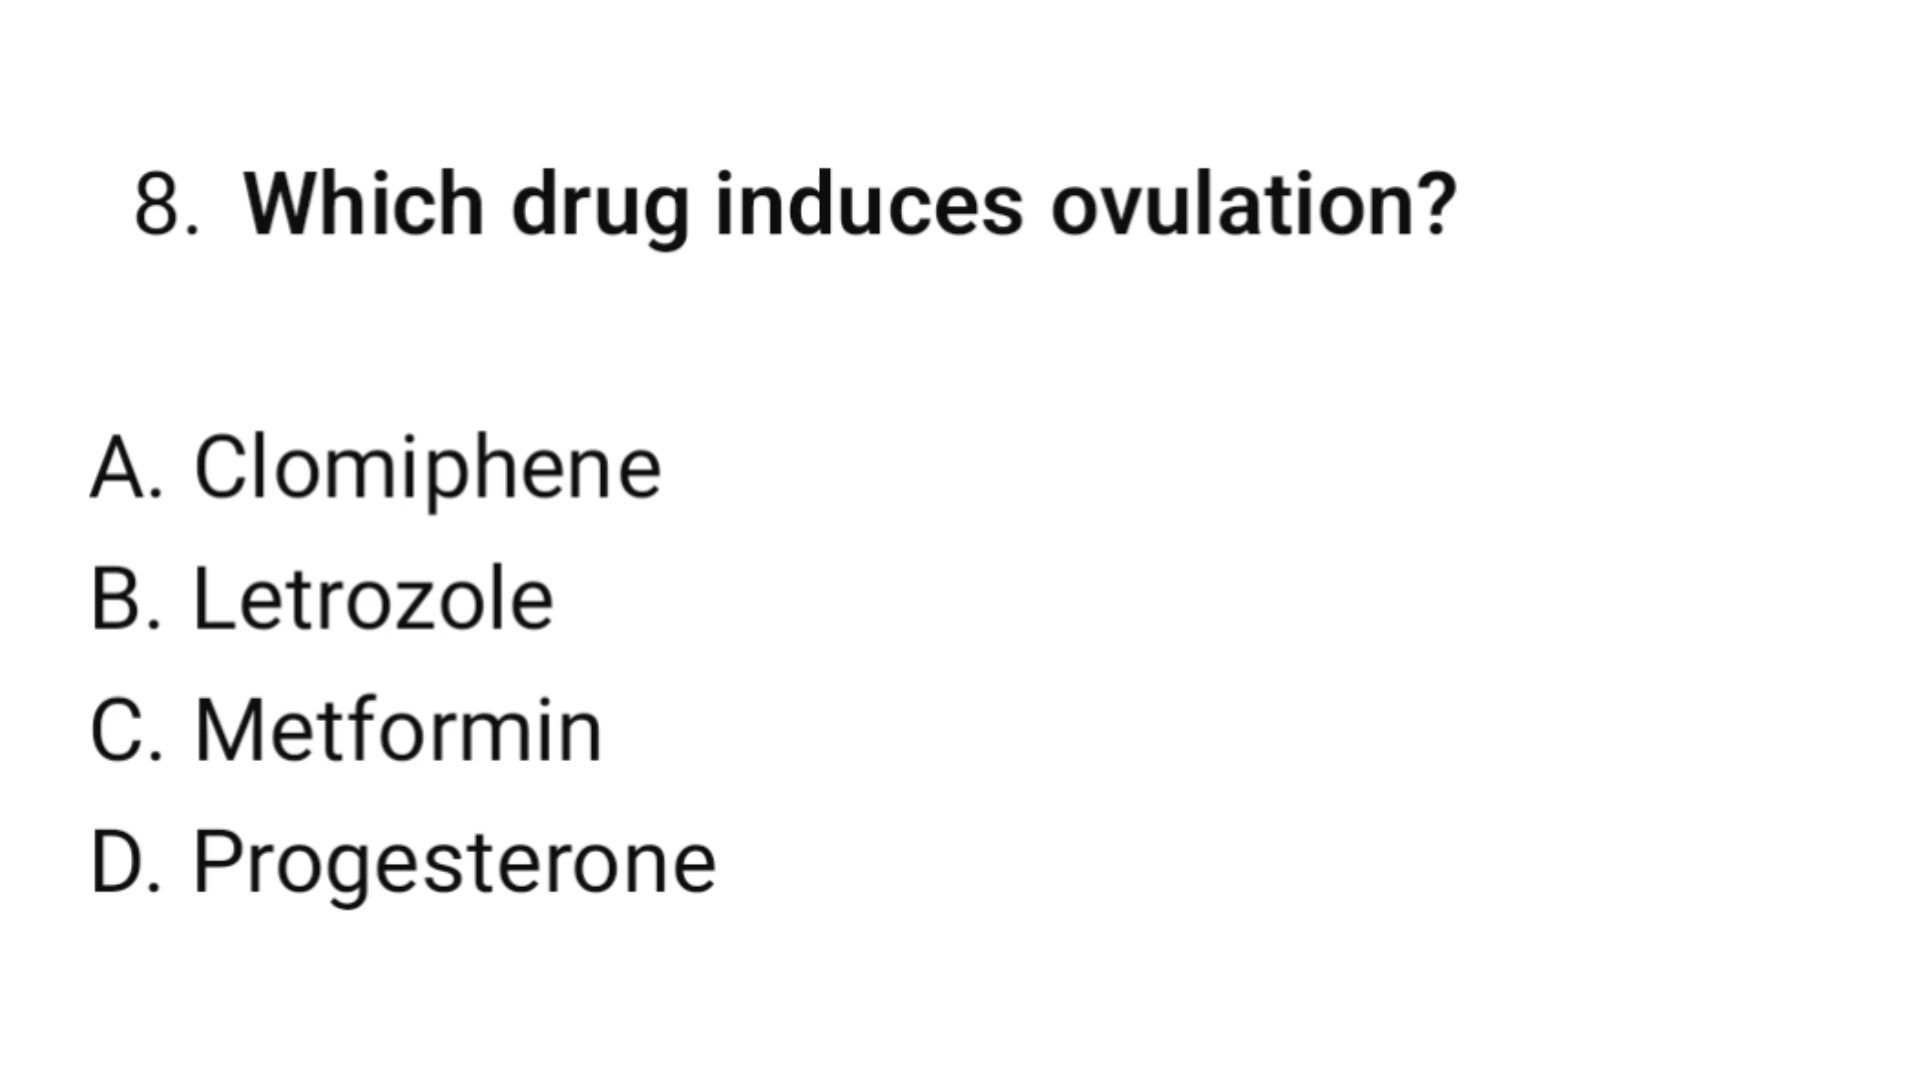 8. Which drug induces ovulation?
A. Clomiphene
B. Letrozole
C. Metformin
D. Progesterone